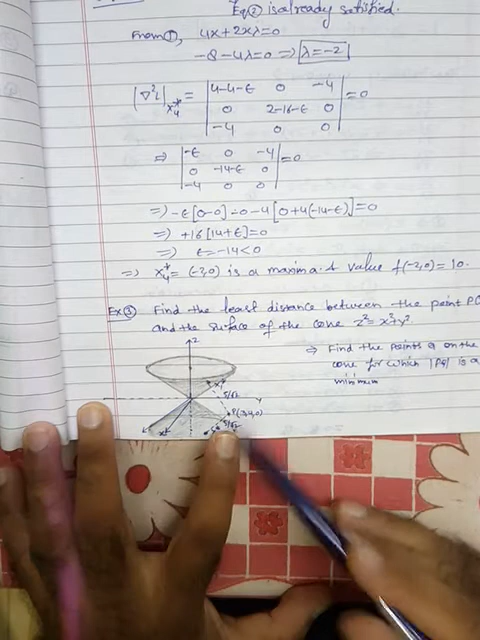 Eq② is already satisfied.
From ①, 4x+2xλ=0
-8-4λ=0 ⇒ λ=-2
|∇²L|x₄* = |4-4-ϵ 0 -4| =0
|0 2-16-ϵ 0|
|-4 0 0|
⇒ |-ϵ 0 -4| =0
|0 -14-ϵ 0|
|-4 0 0|
⇒ -ϵ[0-0]-0-4[0+4(-14-ϵ)]=0
⇒ +16[14+ϵ]=0
⇒ ϵ=-14<0
⇒ x₄*=(-2,0) is a maxima & value f(-2,0)=10.
Ex③ Find the least distance between the point P(
and the surface of the cone z²=x²+y²
⇒ Find the points q on the
cone for which |Pq| is a
minimum
Z
5/√2
Y
P(3,4,0)
5/√2
X